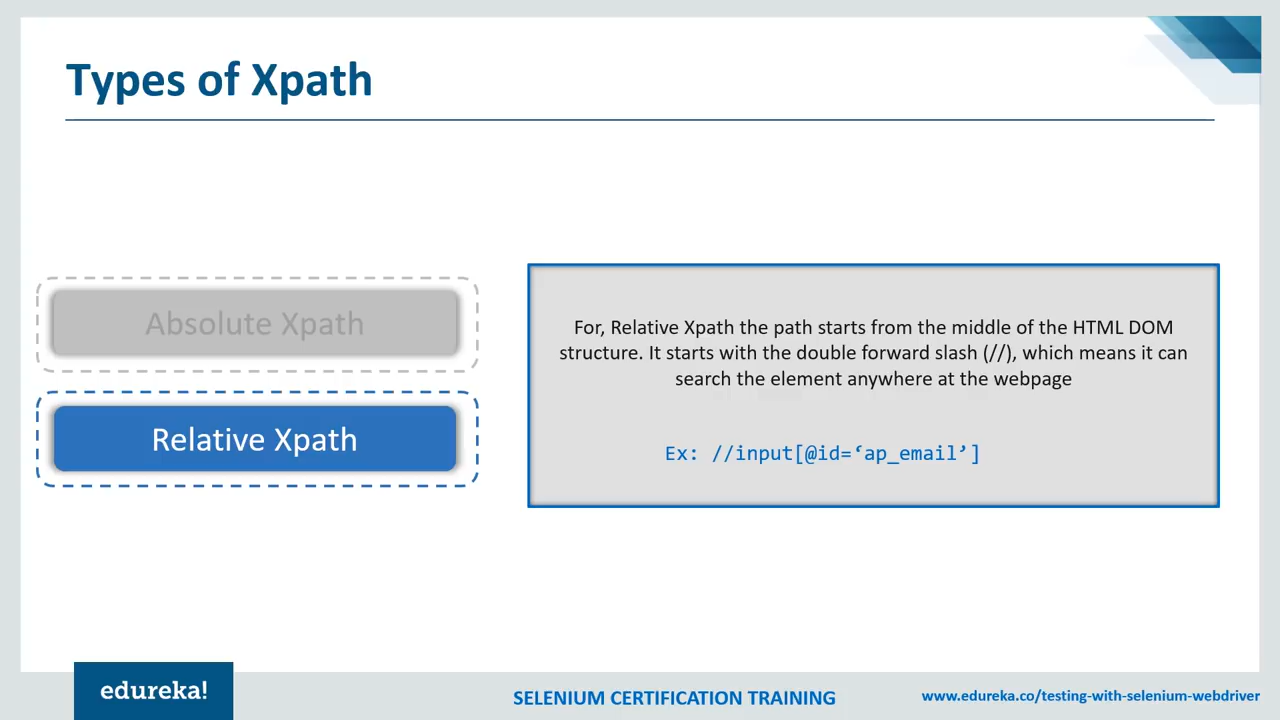 Types of Xpath
Absolute Xpath
Relative Xpath
For, Relative Xpath the path starts from the middle of the HTML DOM
structure. It starts with the double forward slash (//), which means it can
search the element anywhere at the webpage
Ex: //input[@id=‘ap_email’]
edureka!
SELENIUM CERTIFICATION TRAINING
www.edureka.co/testing-with-selenium-webdriver